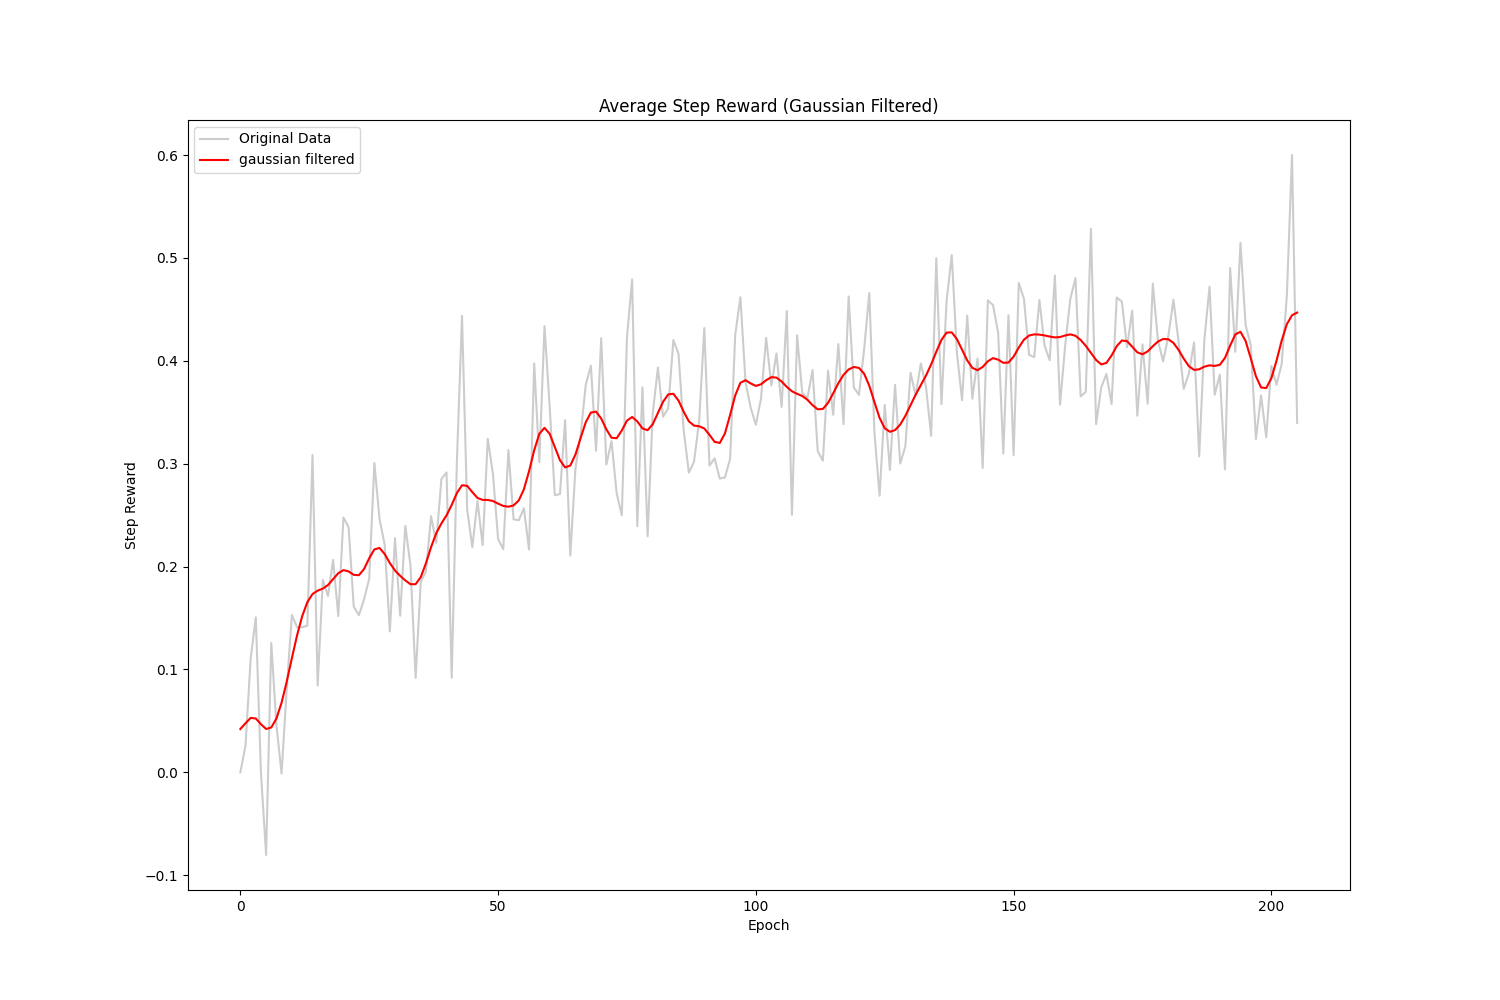 Average Step Reward (Gaussian Filtered)
Original Data
gaussian filtered
0.6
0.5
0.4
0.3
0.2
0.1
0.0
−0.1
Step Reward
0 50 100 150 200
Epoch